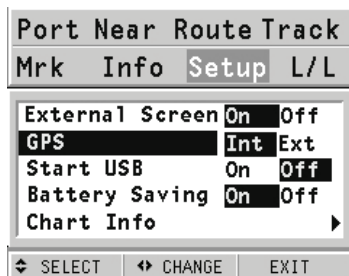 Port Near Route Track
Mrk Info Setup L/L
External Screen On Off
GPS Int Ext
Start USB On Off
Battery Saving On Off
Chart Info
SELECT CHANGE EXIT